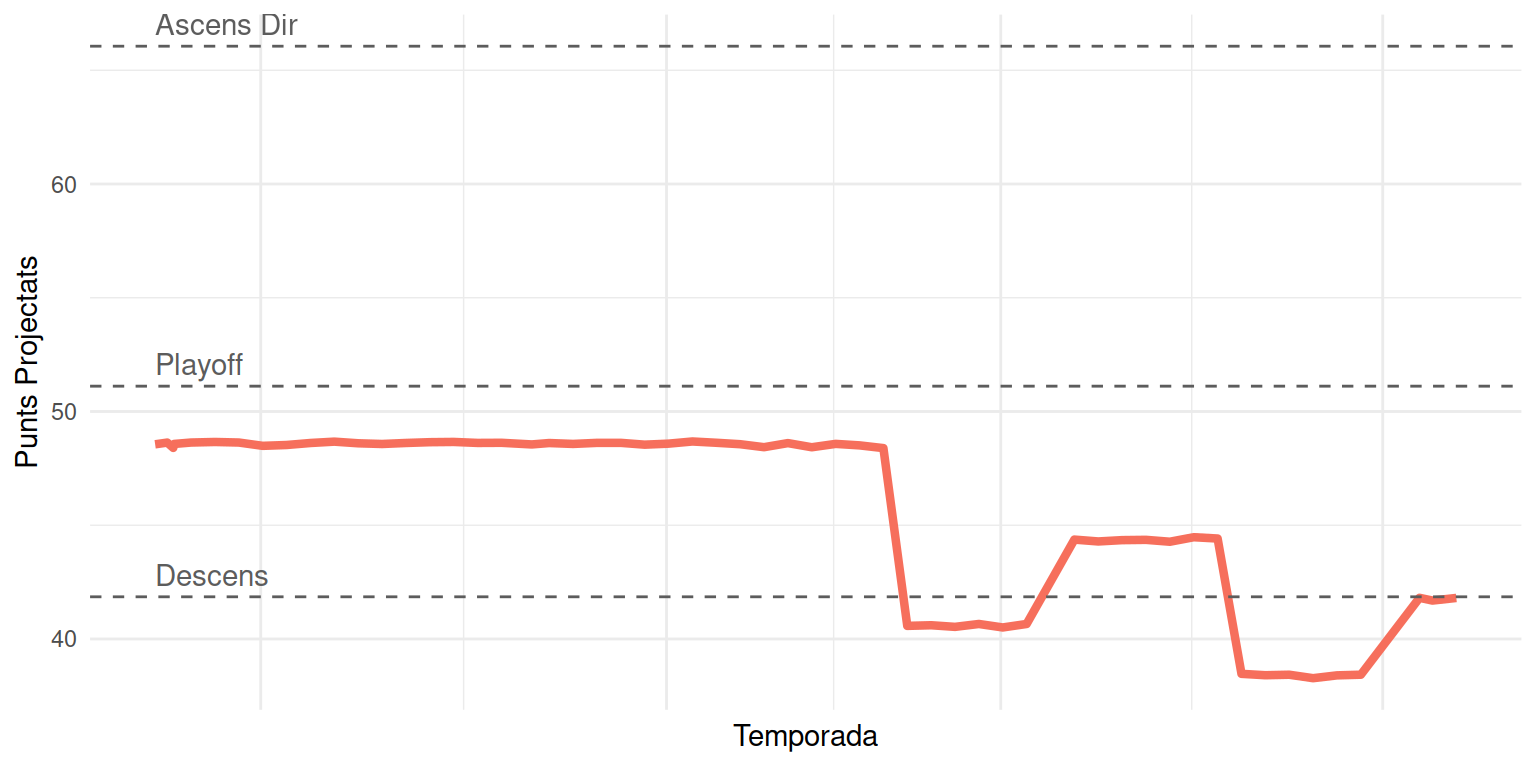 Ascens Dir
60
Playoff
50
Descens
40
Punts Projectats
Temporada